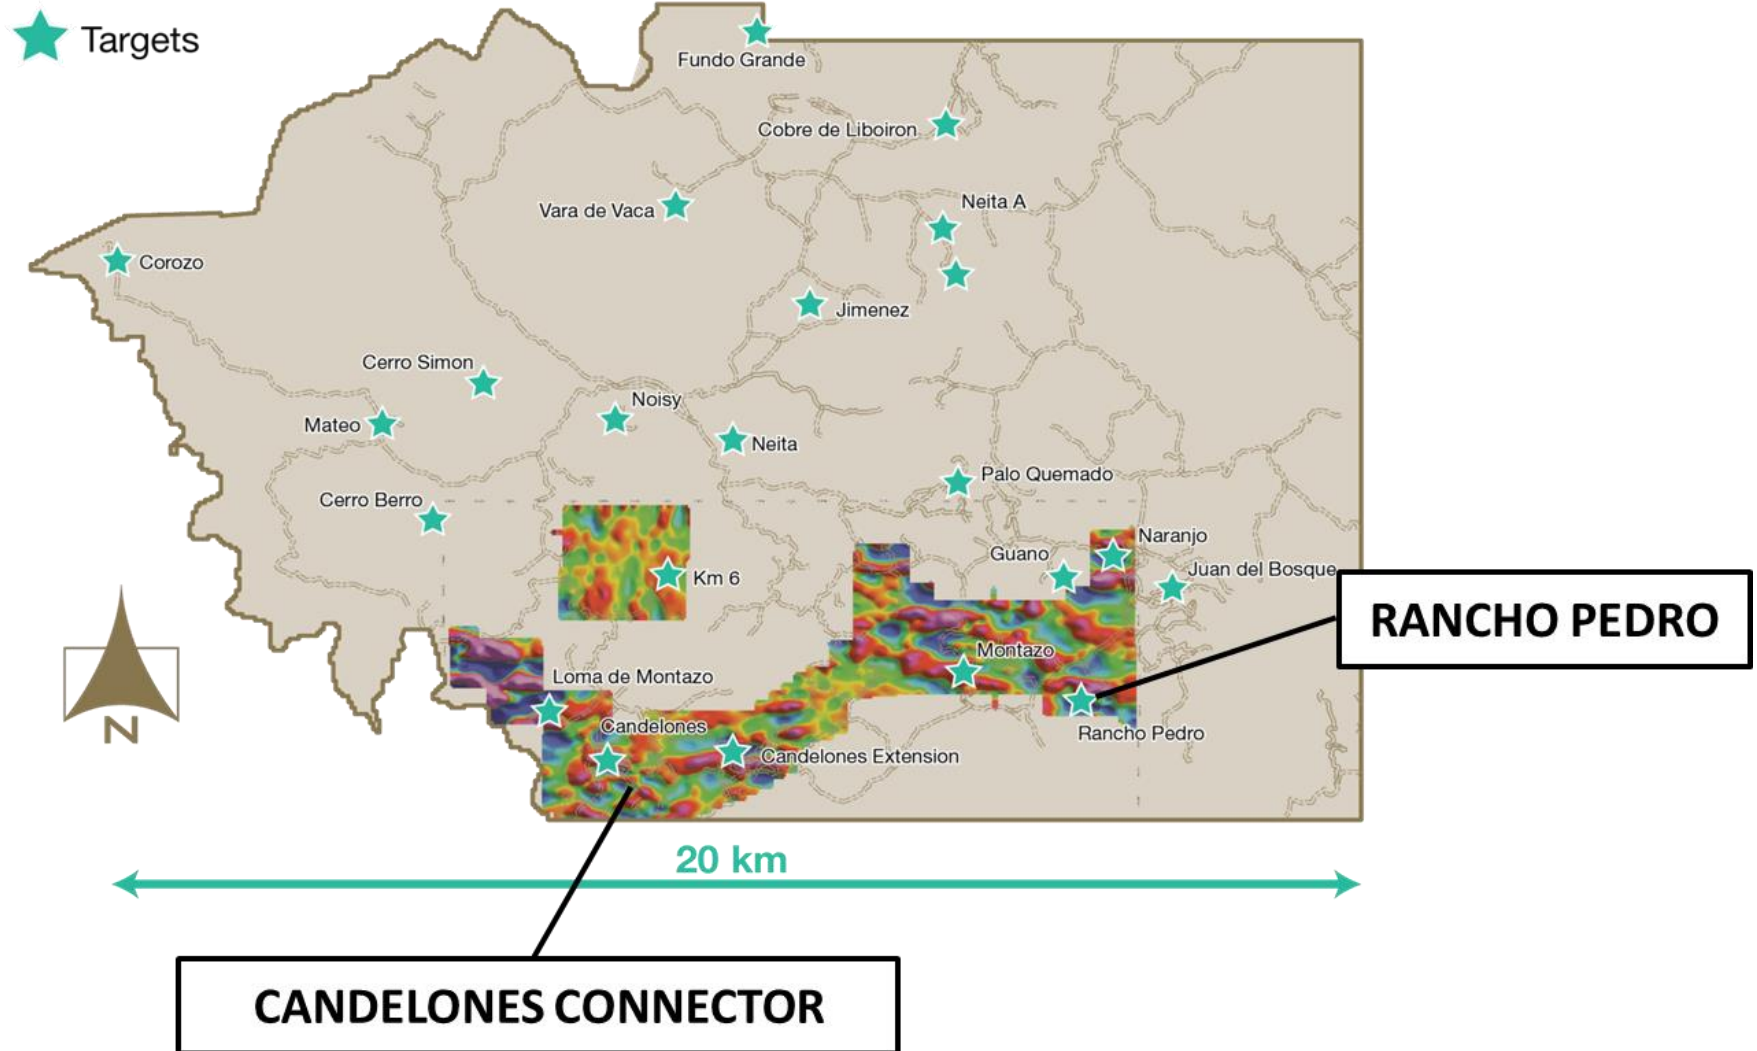 Targets
Fundo Grande
Cobre de Liboiron
Neita A
Vara de Vaca
Corozo
Jimenez
Cerro Simon
Noisy
Mateo
Neita
Palo Quemado
Cerro Berro
Naranjo
Guano
Juan del Bosque
Km 6
RANCHO PEDRO
Montazo
Loma de Montazo
Candelones
Rancho Pedro
Candelones Extension
N
20 km
CANDELONES CONNECTOR